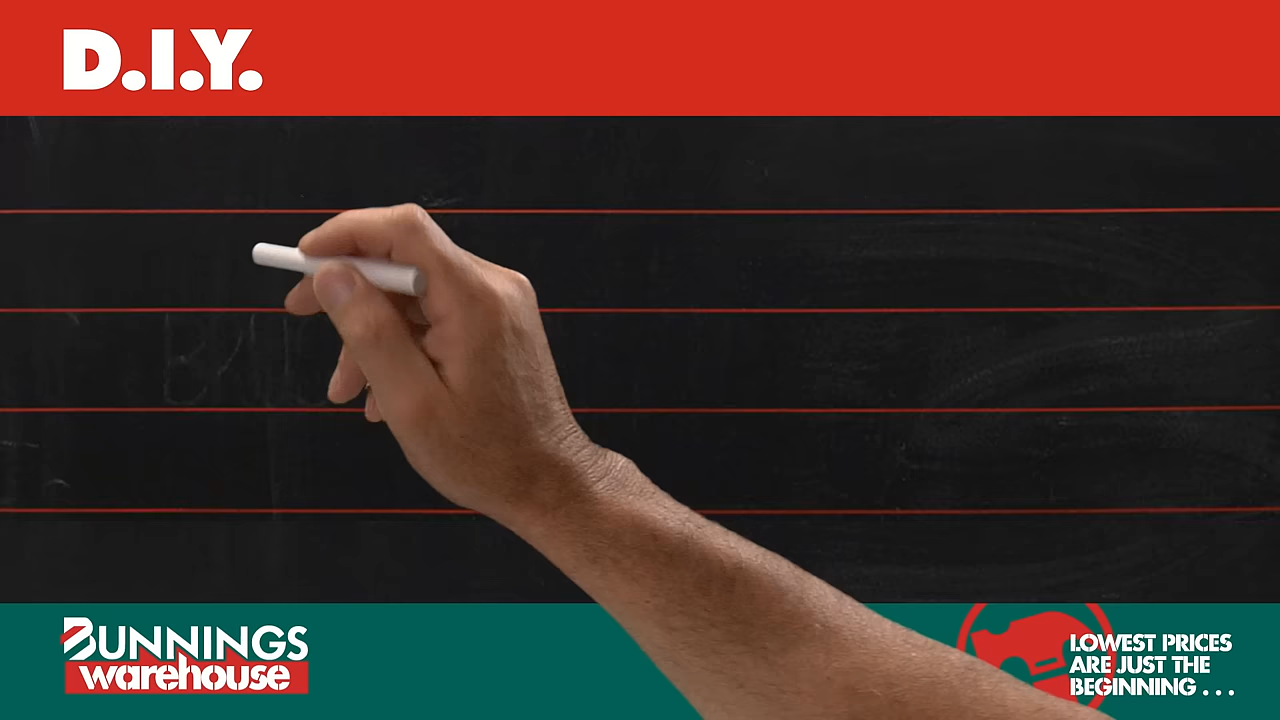 D.I.Y.
BUNNINGS
warehouse
LOWEST PRICES
ARE JUST THE
BEGINNING . . .